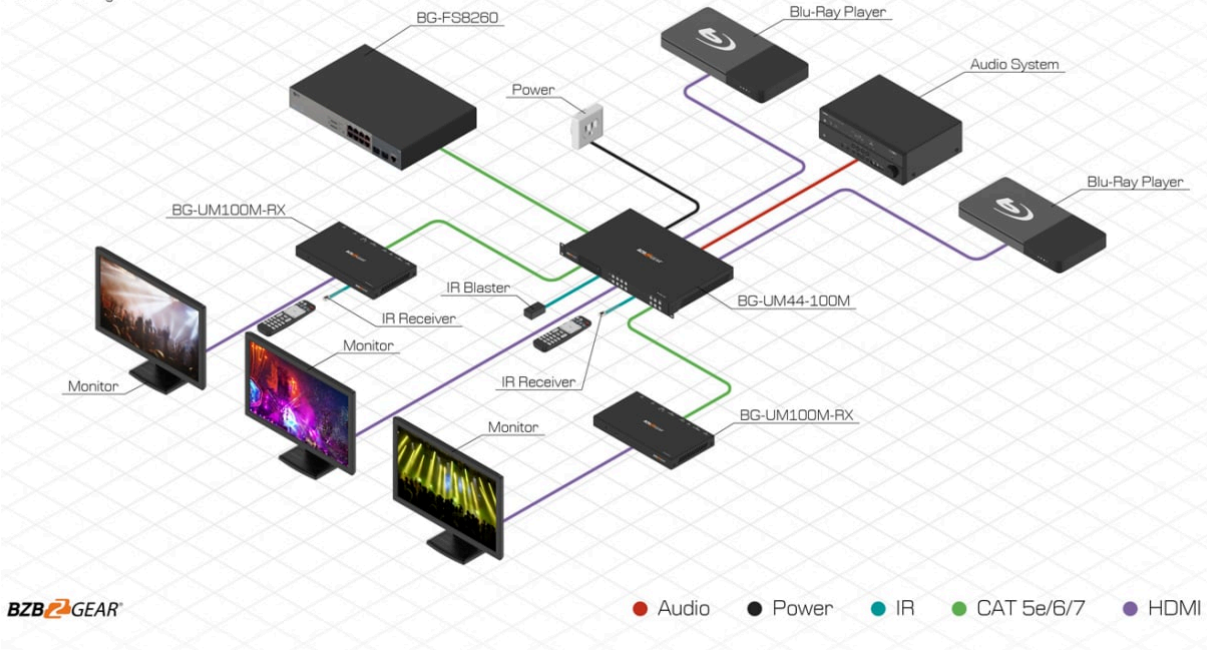 BG-FS8260
Blu-Ray Player
Audio System
Power
Blu-Ray Player
BG-UM100M-RX
IR Blaster
BG-UM44-100M
IR Receiver
Monitor
IR Receiver
Monitor
BG-UM100M-RX
Monitor
BZBGEAR®
Audio
Power
IR
CAT 5e/6/7
HDMI